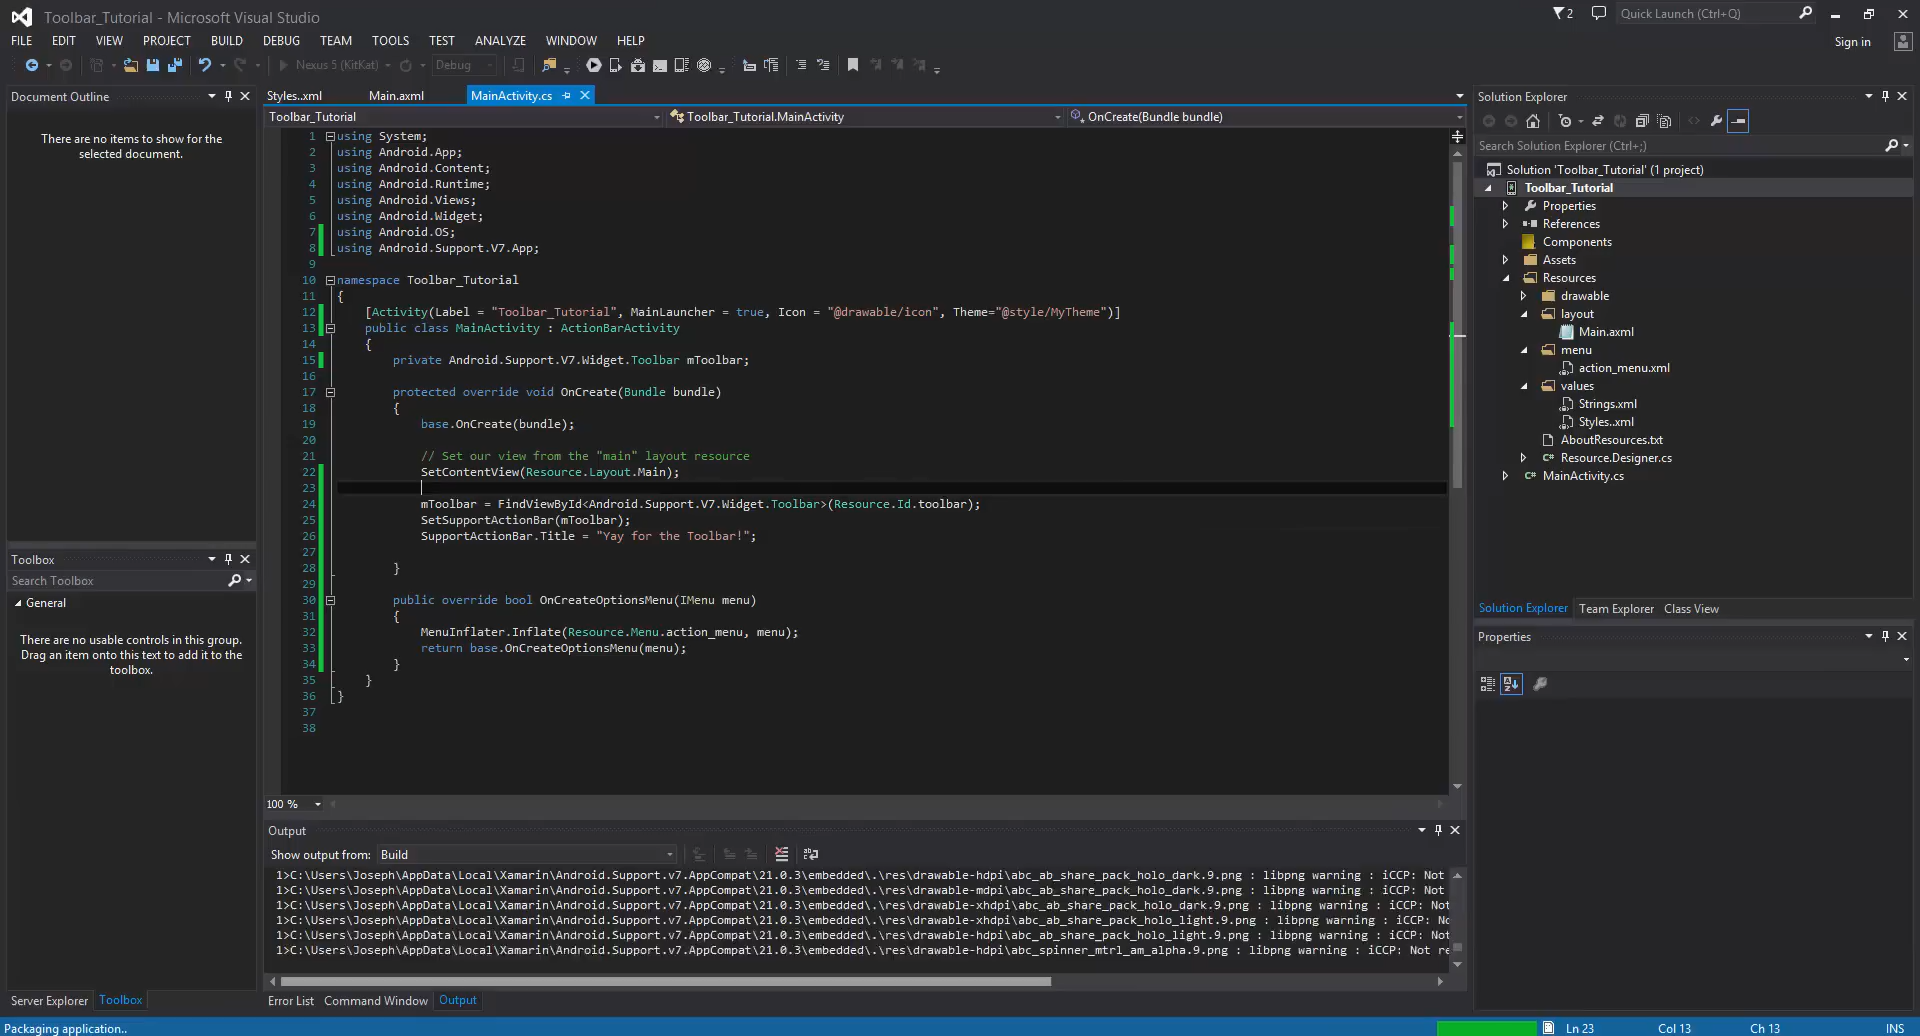 Toolbar_Tutorial - Microsoft Visual Studio
2
Quick Launch (Ctrl+Q)
FILE EDIT VIEW PROJECT BUILD DEBUG TEAM TOOLS TEST ANALYZE WINDOW HELP
Sign in
Nexus 5 (KitKat)
Debug
Document Outline
There are no items to show for the
selected document.
Toolbox
Search Toolbox
General
There are no usable controls in this group.
Drag an item onto this text to add it to the
toolbox.
Server Explorer Toolbox
Styles..xml Main.axml MainActivity.cs
Toolbar_Tutorial Toolbar_Tutorial.MainActivity OnCreate(Bundle bundle)
1 using System;
2 using Android.App;
3 using Android.Content;
4 using Android.Runtime;
5 using Android.Views;
6 using Android.Widget;
7 using Android.OS;
8 using Android.Support.V7.App;
9
10 namespace Toolbar_Tutorial
11 {
12 [Activity(Label = "Toolbar_Tutorial", MainLauncher = true, Icon = "@drawable/icon", Theme="@style/MyTheme")]
13 public class MainActivity : ActionBarActivity
14 {
15 private Android.Support.V7.Widget.Toolbar mToolbar;
16
17 protected override void OnCreate(Bundle bundle)
18 {
19 base.OnCreate(bundle);
20
21 // Set our view from the "main" layout resource
22 SetContentView(Resource.Layout.Main);
23
24 mToolbar = FindViewById<Android.Support.V7.Widget.Toolbar>(Resource.Id.toolbar);
25 SetSupportActionBar(mToolbar);
26 SupportActionBar.Title = "Yay for the Toolbar!";
27
28 }
29
30 public override bool OnCreateOptionsMenu(IMenu menu)
31 {
32 MenuInflater.Inflate(Resource.Menu.action_menu, menu);
33 return base.OnCreateOptionsMenu(menu);
34 }
35 }
36 }
37
38
100 %
Output
Show output from: Build
1>C:\Users\Joseph\AppData\Local\Xamarin\Android.Support.v7.AppCompat\21.0.3\embedded\.\res\drawable-hdpi\abc_ab_share_pack_holo_dark.9.png : libpng warning : iCCP: Not
1>C:\Users\Joseph\AppData\Local\Xamarin\Android.Support.v7.AppCompat\21.0.3\embedded\.\res\drawable-mdpi\abc_ab_share_pack_holo_dark.9.png : libpng warning : iCCP: Not
1>C:\Users\Joseph\AppData\Local\Xamarin\Android.Support.v7.AppCompat\21.0.3\embedded\.\res\drawable-xhdpi\abc_ab_share_pack_holo_dark.9.png : libpng warning : iCCP: No
1>C:\Users\Joseph\AppData\Local\Xamarin\Android.Support.v7.AppCompat\21.0.3\embedded\.\res\drawable-xhdpi\abc_ab_share_pack_holo_light.9.png : libpng warning : iCCP: N
1>C:\Users\Joseph\AppData\Local\Xamarin\Android.Support.v7.AppCompat\21.0.3\embedded\.\res\drawable-hdpi\abc_ab_share_pack_holo_light.9.png : libpng warning : iCCP: No
1>C:\Users\Joseph\AppData\Local\Xamarin\Android.Support.v7.AppCompat\21.0.3\embedded\.\res\drawable-hdpi\abc_spinner_mtrl_am_alpha.9.png : libpng warning : iCCP: Not re
Error List Command Window Output
Solution Explorer
Search Solution Explorer (Ctrl+;)
Solution 'Toolbar_Tutorial' (1 project)
Toolbar_Tutorial
Properties
References
Components
Assets
Resources
drawable
layout
Main.axml
menu
action_menu.xml
values
Strings.xml
Styles..xml
AboutResources.txt
C# Resource.Designer.cs
C# MainActivity.cs
Solution Explorer Team Explorer Class View
Properties
Packaging application..
Ln 23 Col 13 Ch 13 INS